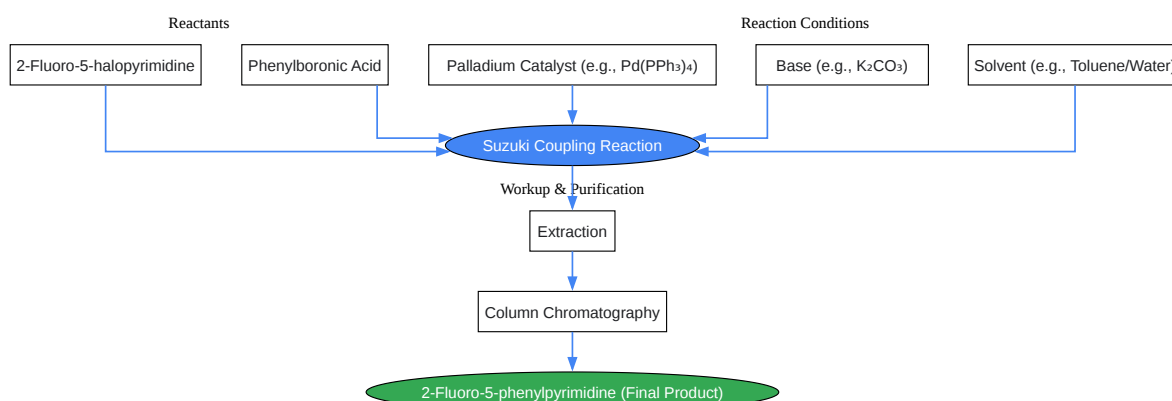 Reactants
Reaction Conditions
2-Fluoro-5-halopyrimidine
Phenylboronic Acid
Palladium Catalyst (e.g., Pd(PPh₃)₄)
Base (e.g., K₂CO₃)
Solvent (e.g., Toluene/Water)
Suzuki Coupling Reaction
Workup & Purification
Extraction
Column Chromatography
2-Fluoro-5-phenylpyrimidine (Final Product)